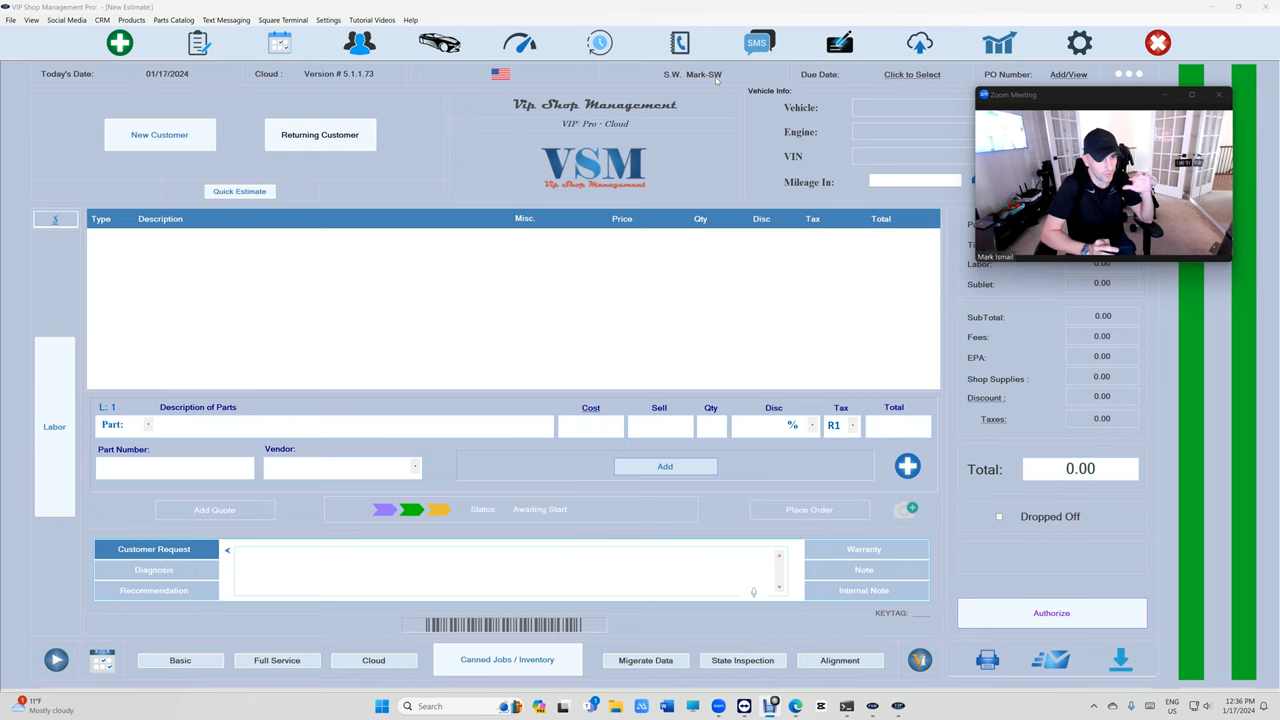 VIP Shop Management Pro: - [New Estimate:]
File View Social Media CRM Products Parts Catalog Text Messaging Square Terminal Settings Tutorial Videos Help
SMS
Today's Date: 01/17/2024 Cloud : Version # 5.1.1.73 S.W. Mark-SW Due Date: Click to Select PO Number: Add/View
Vehicle Info:
Zoom Meeting
New Customer Returning Customer
Vip Shop Management
VIP: Pro - Cloud
VSM
Vip Shop Management
Vehicle:
Engine:
VIN
Mileage In:
Quick Estimate
Mark Ismail
$ Type Description Misc. Price Qty Disc Tax Total
Labor: 0.00
Sublet: 0.00
SubTotal: 0.00
Fees: 0.00
EPA: 0.00
Shop Supplies : 0.00
Discount : 0.00
Taxes: 0.00
Labor
L: 1 Description of Parts Cost Sell Qty Disc Tax Total
Part: % R1
Part Number: Vendor:
Add
Total: 0.00
Add Quote Status: Awaiting Start Place Order
Dropped Off
Customer Request Warranty
Diagnosis Note
Recommendation Internal Note
KEYTAG:
Authorize
Basic Full Service Cloud Canned Jobs / Inventory Migerate Data State Inspection Alignment
1 11°F
Mostly cloudy
Search
ENG
US
12:36 PM
1/17/2024